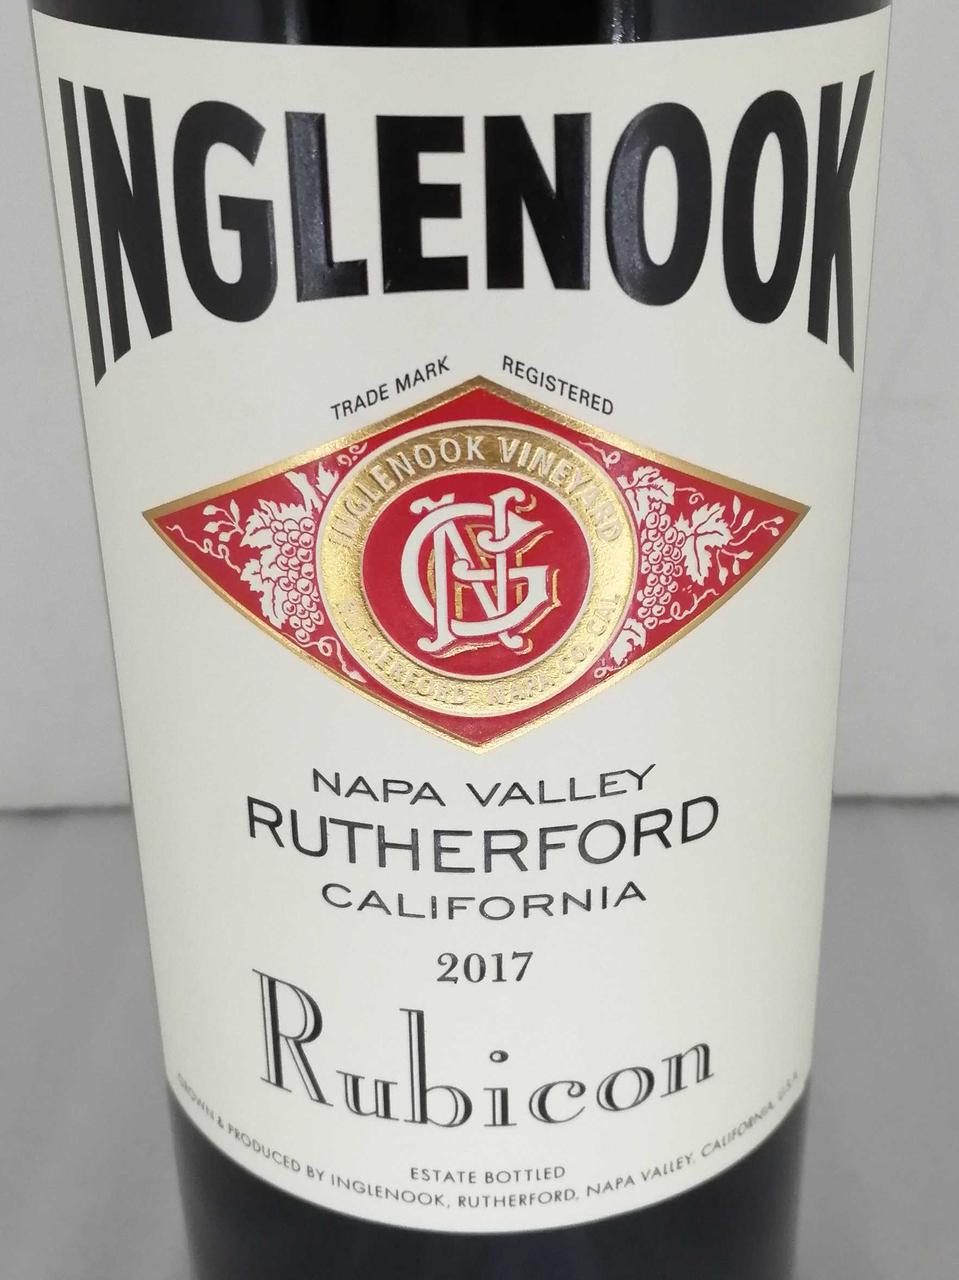 INGLENOOK
TRADE MARK REGISTERED
INGLENOOK VINEYARD
RUTHERFORD NAPA CO. CAL.
NAPA VALLEY
RUTHERFORD
CALIFORNIA
2017
Rubicon
ESTATE BOTTLED
GROWN & PRODUCED BY INGLENOOK, RUTHERFORD, NAPA VALLEY, CALIFORNIA, U.S.A.